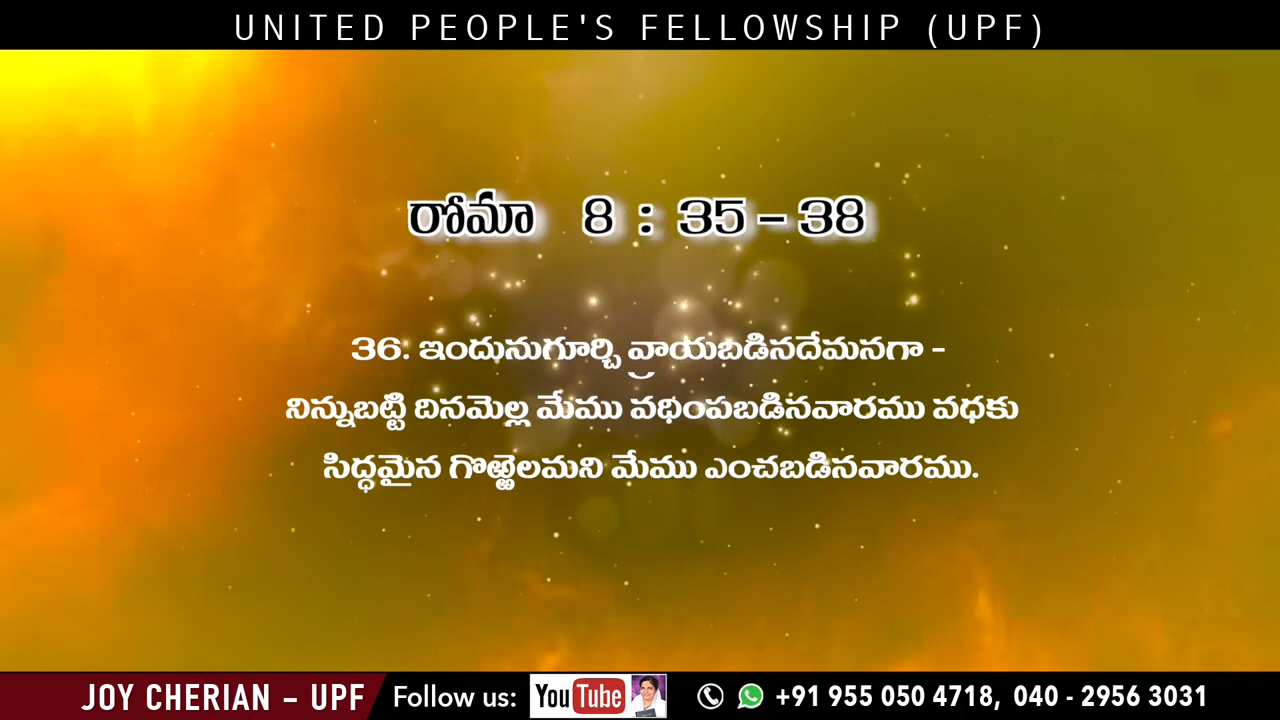 UNITED PEOPLE'S FELLOWSHIP (UPF)
రోమా 8 : 35 – 38
36: ఇందునుగూర్చి వ్రాయబడినదేమనగా –
నిన్నుబట్టి దినమెల్ల మేము వధింపబడినవారము వధకు
సిద్ధమైన గొఱ్ఱెలమని మేము ఎంచబడినవారము.
JOY CHERIAN – UPF Follow us: YouTube +91 955 050 4718, 040 - 2956 3031